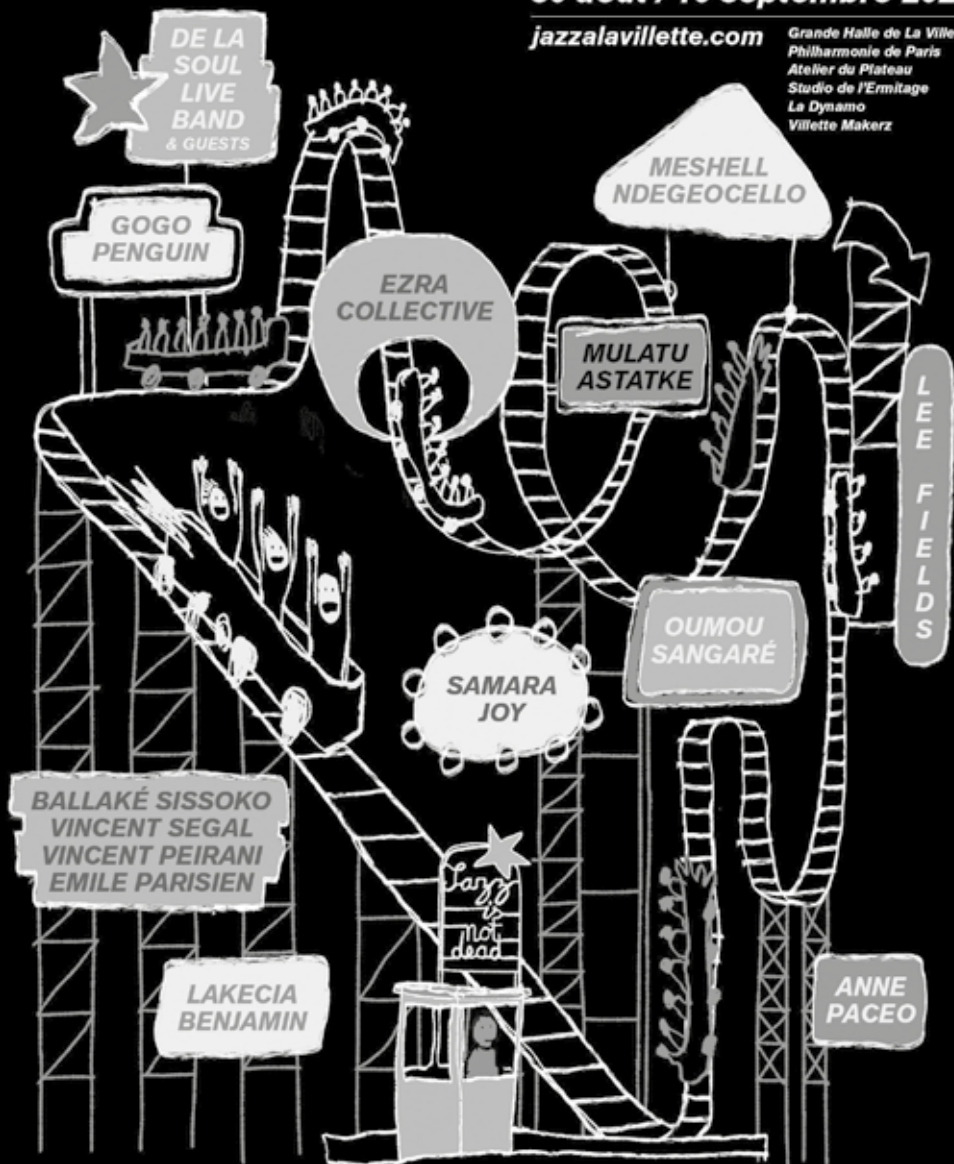 jazzalavillette.com
Grande Halle de La
Philharmonie de Paris
Atelier du Plateau
Studio de l'Ermitage
La Dynamo
Villette Makerz
DE LA
SOUL
LIVE
BAND
& GUESTS
MESHELL
NDEGEOCELLO
GOGO
PENGUIN
EZRA
COLLECTIVE
MULATU
ASTATKE
LEE FIELDS
OUMOU
SANGARÉ
SAMARA
JOY
BALLAKÉ SISSOKO
VINCENT SEGAL
VINCENT PEIRANI
EMILE PARISIEN
Jazz
is
not
dead
LAKECIA
BENJAMIN
ANNE
PACEO